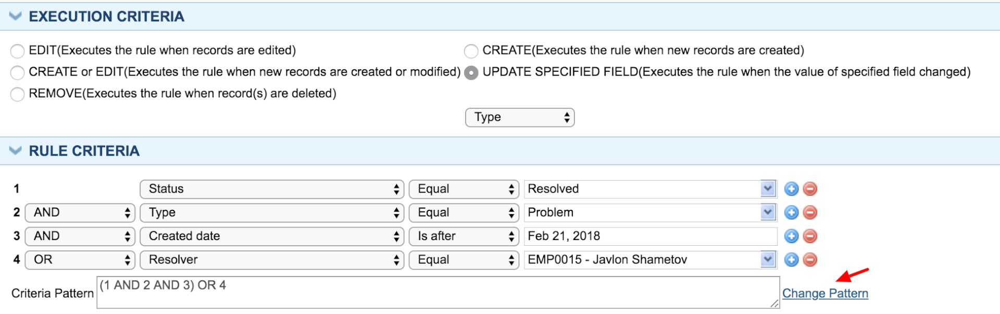 EXECUTION CRITERIA
EDIT(Executes the rule when records are edited) CREATE(Executes the rule when new records are created)
CREATE or EDIT(Executes the rule when new records are created or modified) UPDATE SPECIFIED FIELD(Executes the rule when the value of specified field changed)
REMOVE(Executes the rule when record(s) are deleted)
Type
RULE CRITERIA
1 Status Equal Resolved
2 AND Type Equal Problem
3 AND Created date Is after Feb 21, 2018
4 OR Resolver Equal EMP0015 - Javlon Shametov
Criteria Pattern (1 AND 2 AND 3) OR 4 Change Pattern